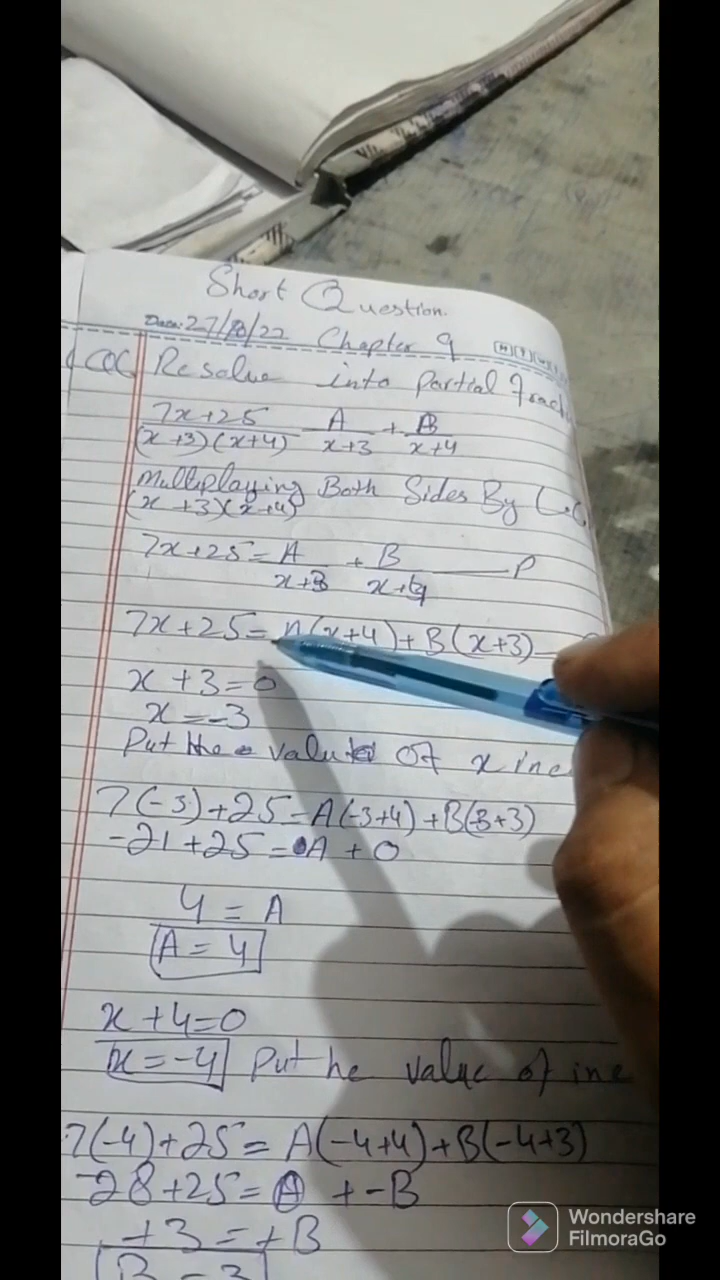 Short Question.
Date: 27/10/22 Chapter 9
Resolve into Partial Fract
7x+25 A + B
(x+3)(x+4) x+3 x+4
Multiplaying Both Sides By
(x+3)(x+4)
7x+25 = A + B
x+3 x+4
7x+25 = A(x+4)+B(x+3)
x+3=0
x=-3
Put the value Of x in e
7(-3)+25=A(-3+4)+B(-3+3)
-21+25=A+0
4 = A
A = 4
x+4=0
x=-4 Put he value of in e
7(-4)+25=A(-4+4)+B(-4+3)
-28+25= +-B
+3=+B
B = 3
Wondershare
FilmoraGo